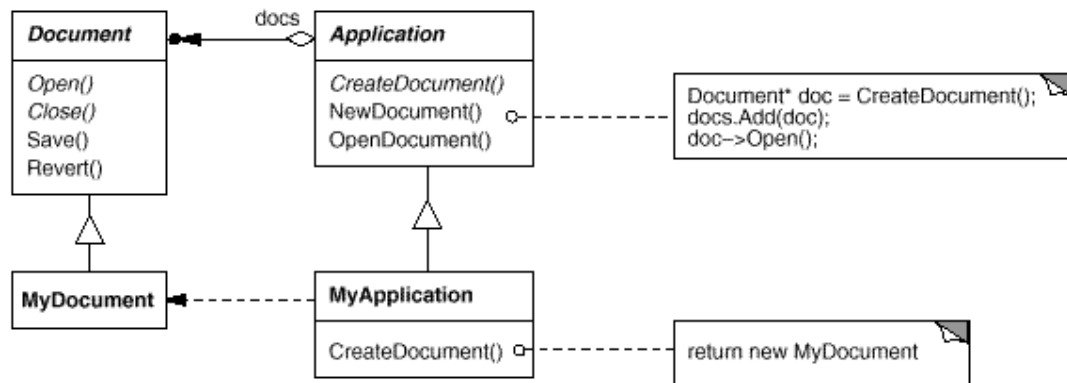 docs
Document
Open()
Close()
Save()
Revert()
Application
CreateDocument()
NewDocument()
OpenDocument()
Document* doc = CreateDocument();
docs.Add(doc);
doc–>Open();
MyDocument
MyApplication
CreateDocument()
return new MyDocument